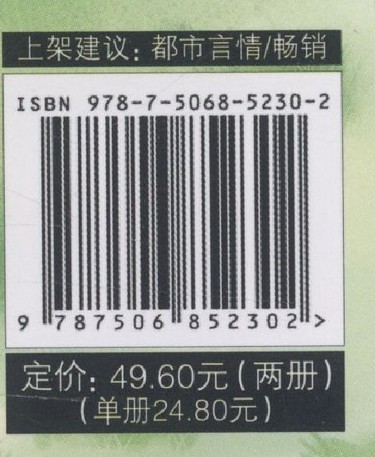 上架建议：都市言情/畅销
ISBN 978-7-5068-5230-2
9 787506 852302 >
定价：49.60元（两册）
（单册24.80元）